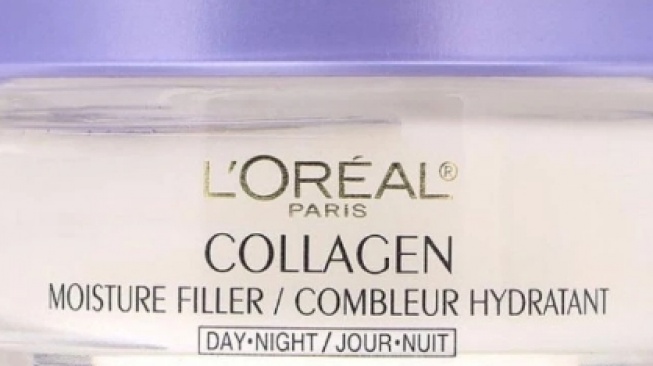 L'ORÉAL®
PARIS
COLLAGEN
MOISTURE FILLER / COMBLEUR HYDRATANT
DAY•NIGHT/JOUR•NUIT